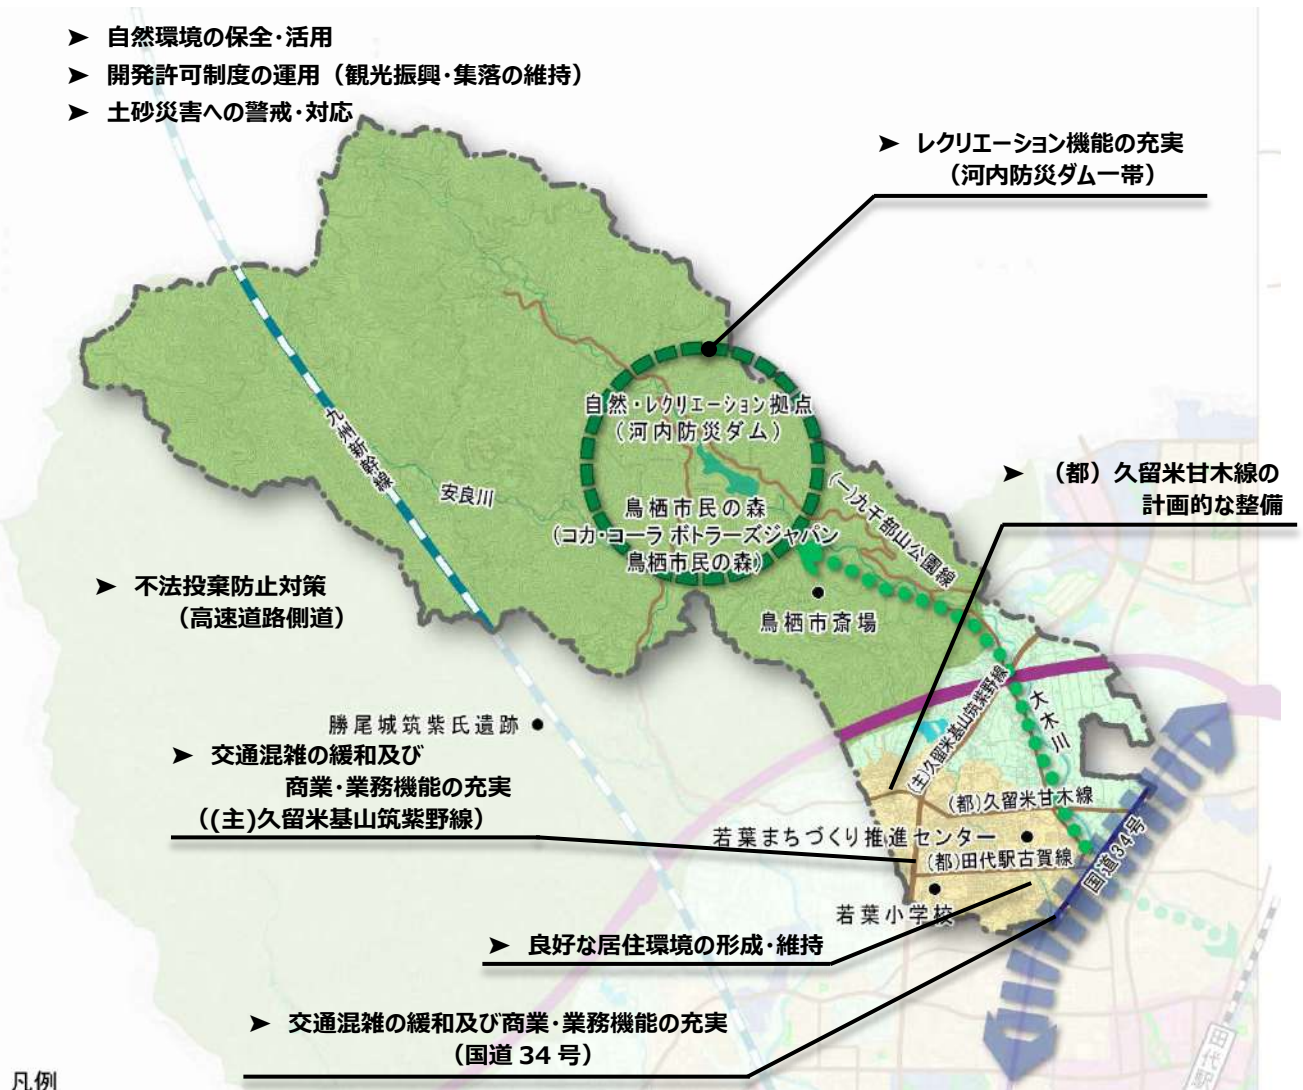 ➤ 自然環境の保全･活用
➤ 開発許可制度の運用（観光振興･集落の維持）
➤ 土砂災害への警戒･対応
➤ レクリエーション機能の充実
（河内防災ダム一帯）
自然・レクリエーション拠点
（河内防災ダム）
九州新幹線
安良川
➤ （都）久留米甘木線の
計画的な整備
鳥栖市民の森
(コカ・コーラ ボトラーズジャパン
鳥栖市民の森)
(一)九千部山公園線
➤ 不法投棄防止対策
（高速道路側道）
鳥栖市斎場
(主)久留米基山筑紫野線
大木川
勝尾城筑紫氏遺跡
➤ 交通混雑の緩和及び
商業･業務機能の充実
（(主)久留米基山筑紫野線）
(都)久留米甘木線
若葉まちづくり推進センター
(都)田代駅古賀線
国道34号
若葉小学校
➤ 良好な居住環境の形成･維持
➤ 交通混雑の緩和及び商業･業務機能の充実
（国道 34 号）
田代駅
凡例